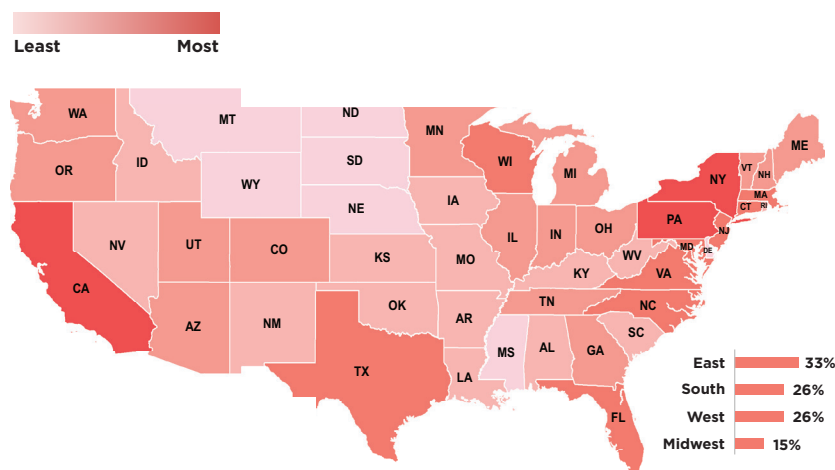 Least Most
WA
MT
ND
MN
ME
OR
ID
WY
SD
WI
MI
NY
VT
NH
MA
CT
RI
NE
IA
PA
NJ
NV
UT
CO
KS
MO
IL
IN
OH
WV
MD
DE
VA
KY
CA
AZ
NM
OK
AR
TN
NC
TX
LA
MS
AL
GA
SC
FL
East 33%
South 26%
West 26%
Midwest 15%